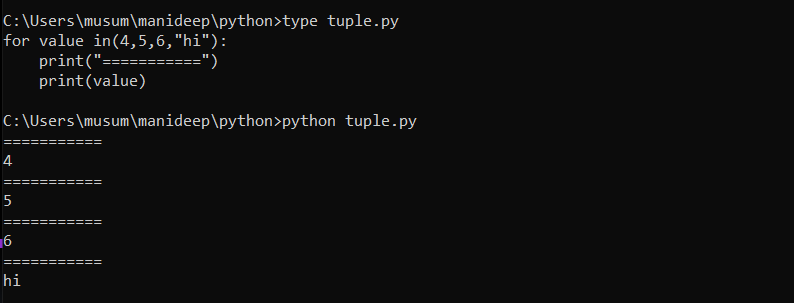 C:\Users\musum\manideep\python>type tuple.py
for value in(4,5,6,"hi"):
    print("===========")
    print(value)

C:\Users\musum\manideep\python>python tuple.py
===========
4
===========
5
===========
6
===========
hi